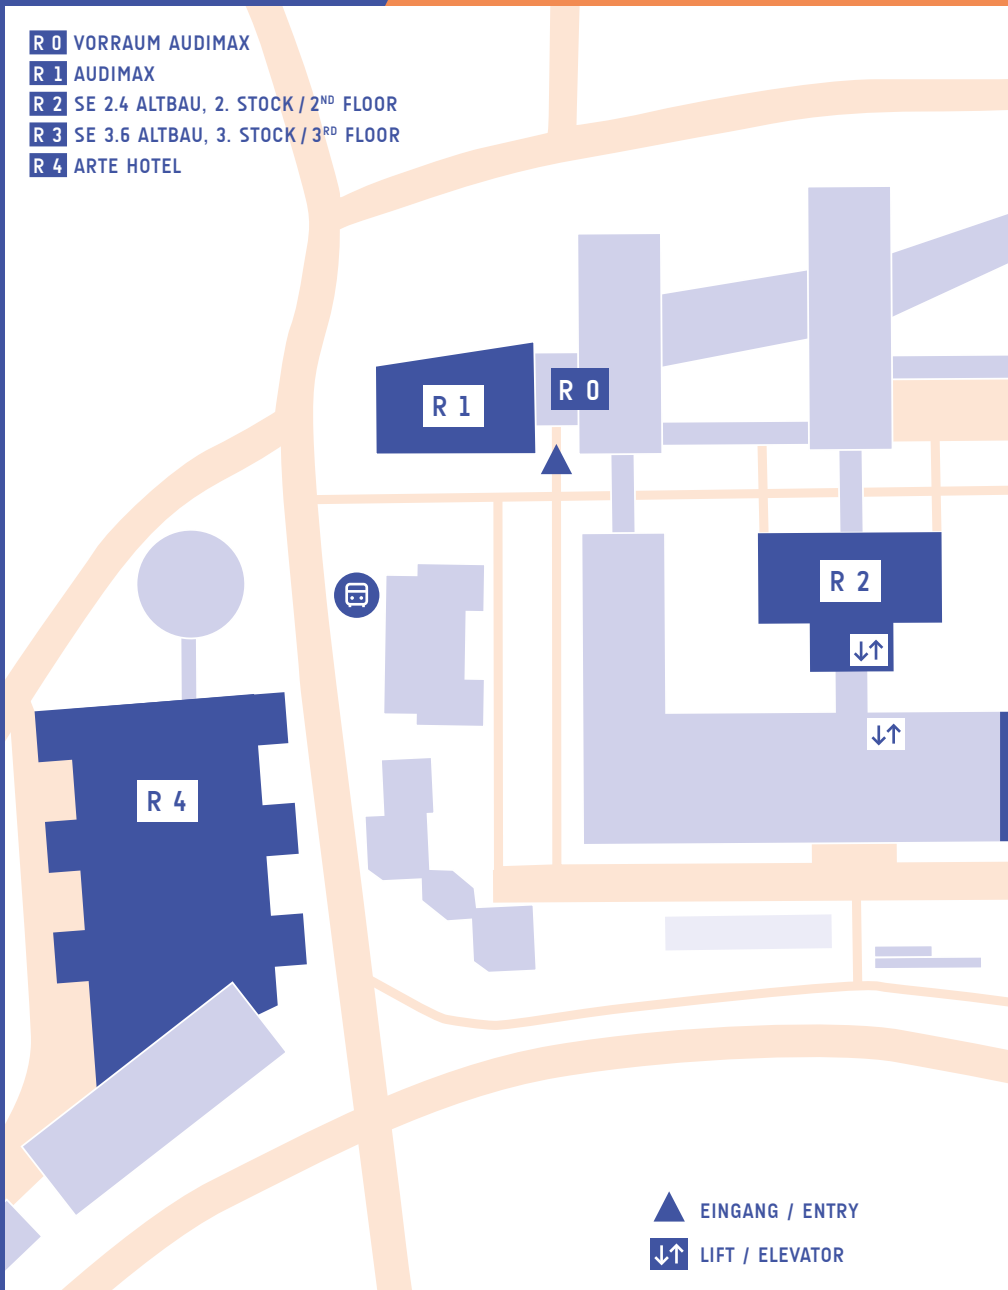 R 0 VORRAUM AUDIMAX
R 1 AUDIMAX
R 2 SE 2.4 ALTBAU, 2. STOCK / 2ND FLOOR
R 3 SE 3.6 ALTBAU, 3. STOCK / 3RD FLOOR
R 4 ARTE HOTEL
R 0
R 1
R 2
R 4
EINGANG / ENTRY
LIFT / ELEVATOR